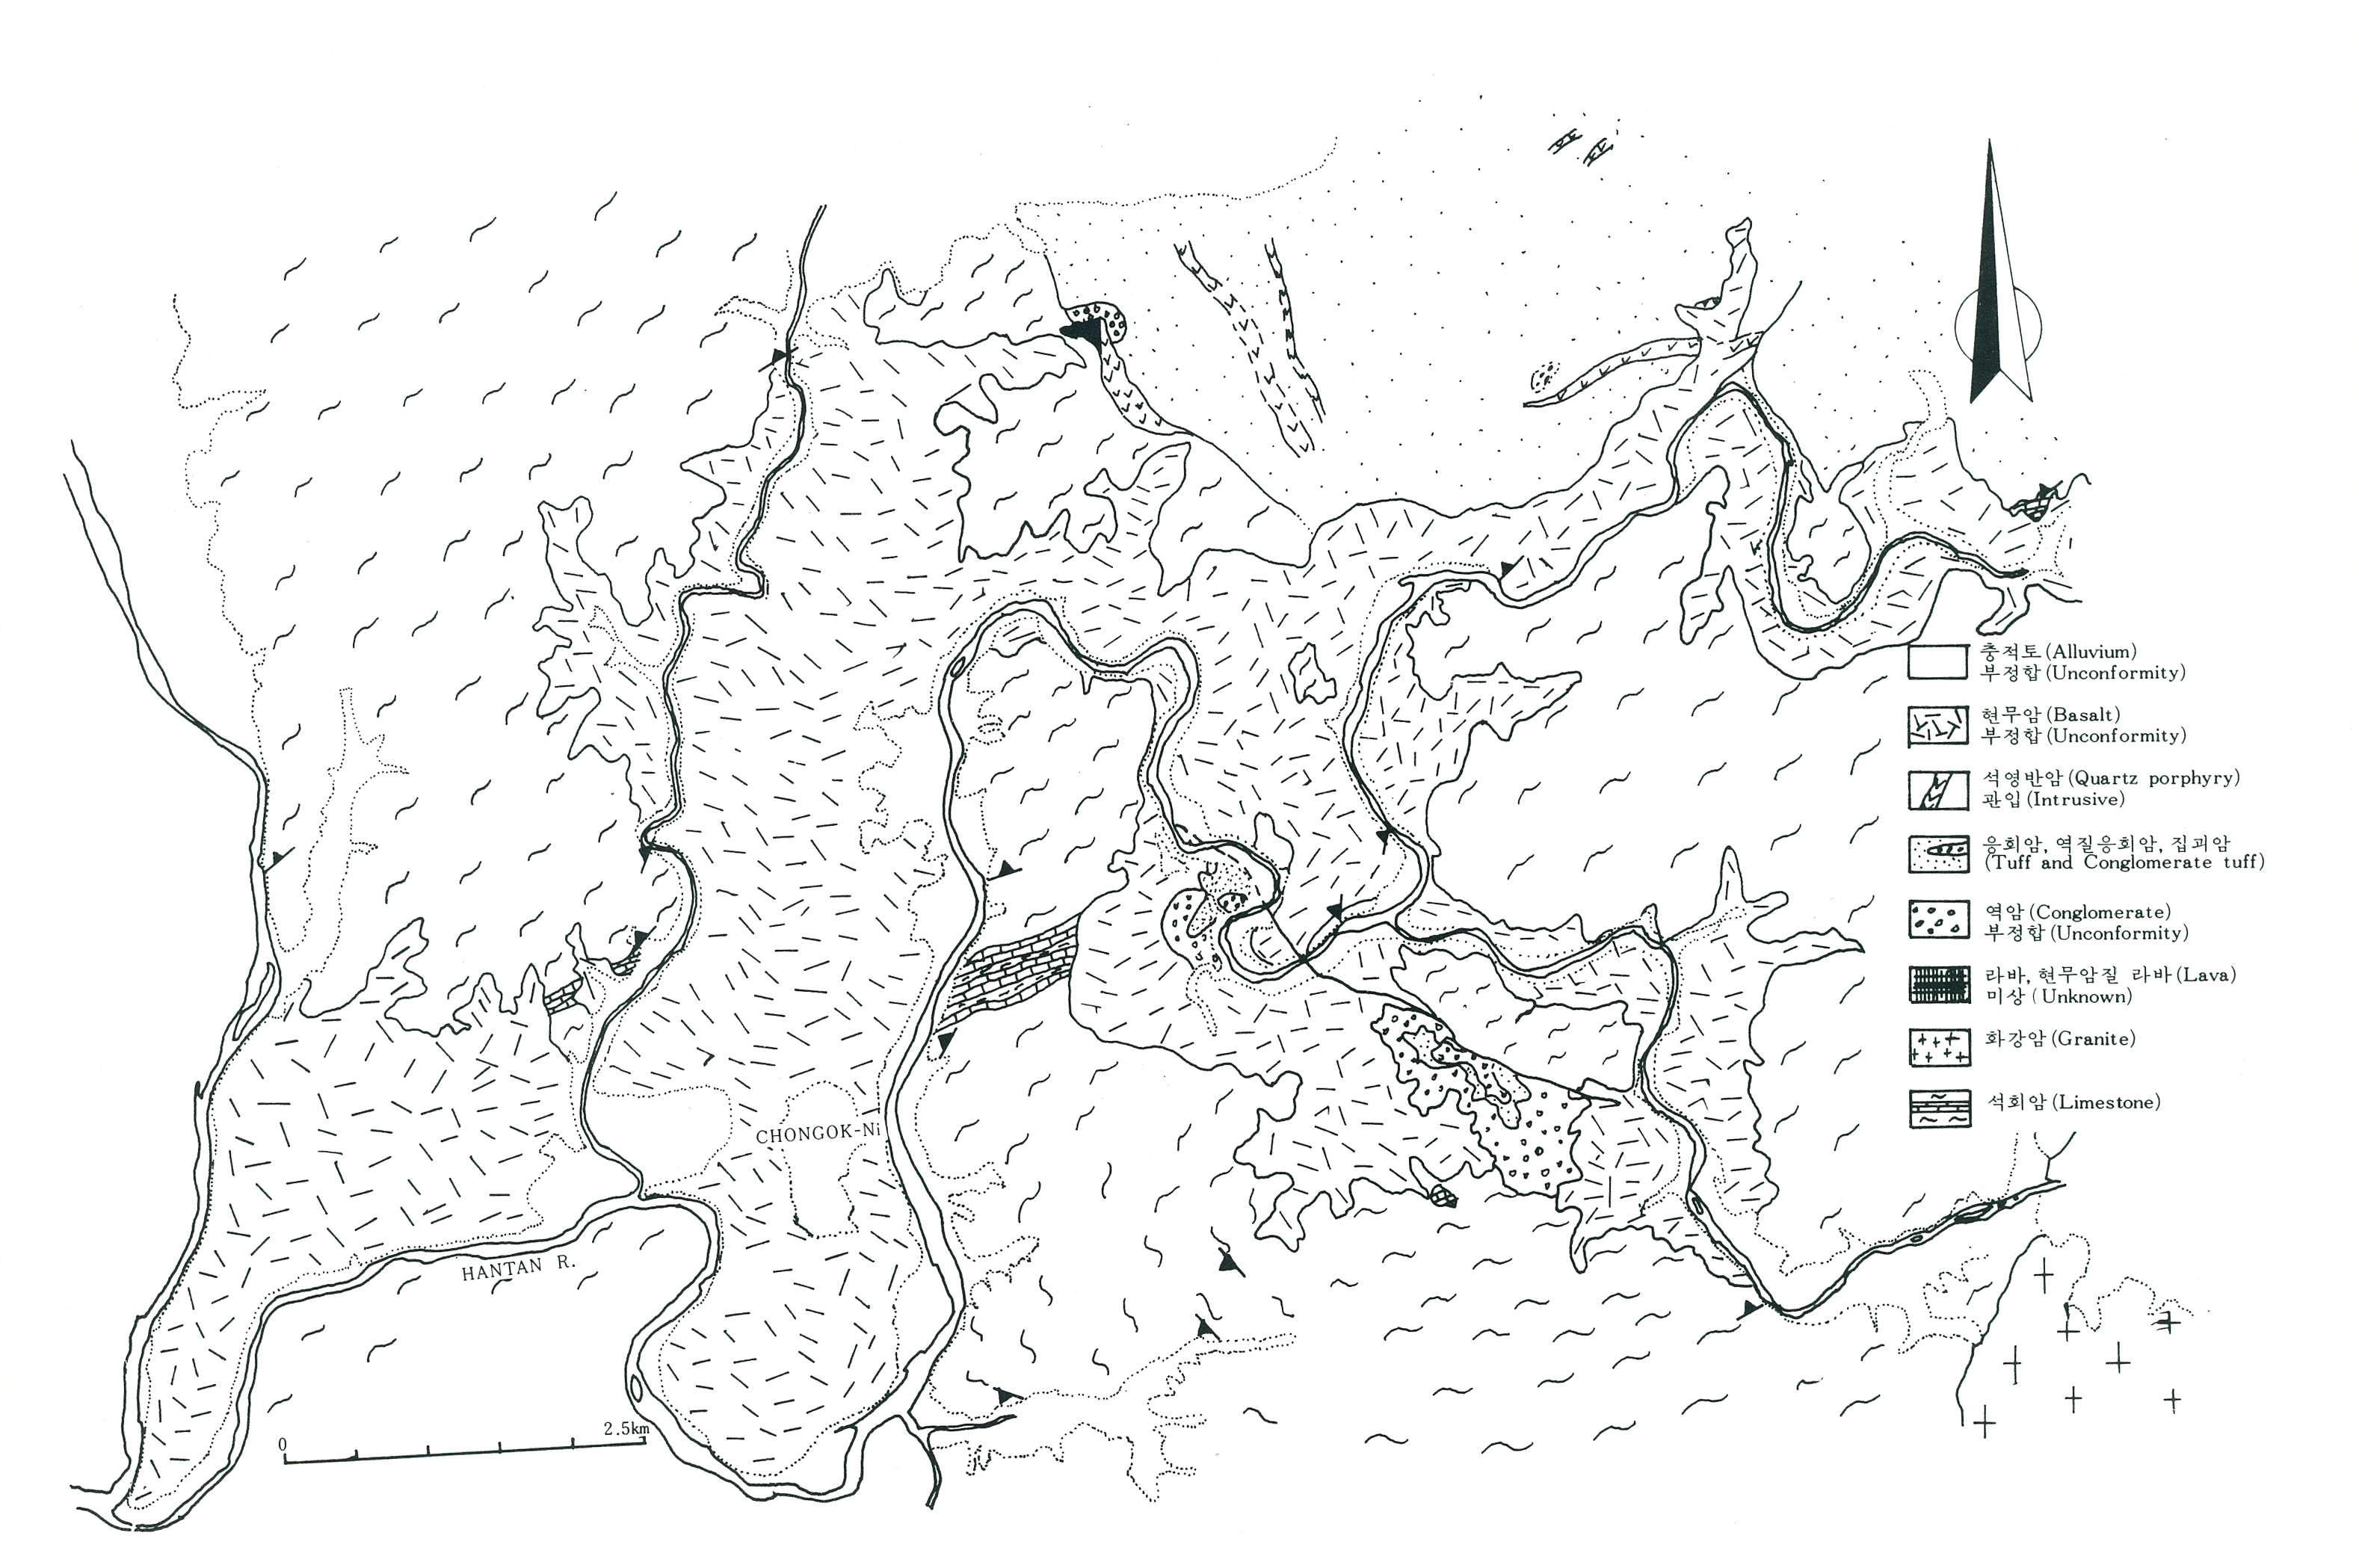 충적토(Alluvium)
부정합(Unconformity)
현무암(Basalt)
부정합(Unconformity)
석영반암(Quartz porphyry)
관입(Intrusive)
응회암, 역질응회암, 집괴암
(Tuff and Conglomerate tuff)
역암(Conglomerate)
부정합(Unconformity)
라바, 현무암질 라바(Lava)
미상(Unknown)
화강암(Granite)
석회암(Limestone)
CHONGOK-Ni
HANTAN R.
0
2.5km